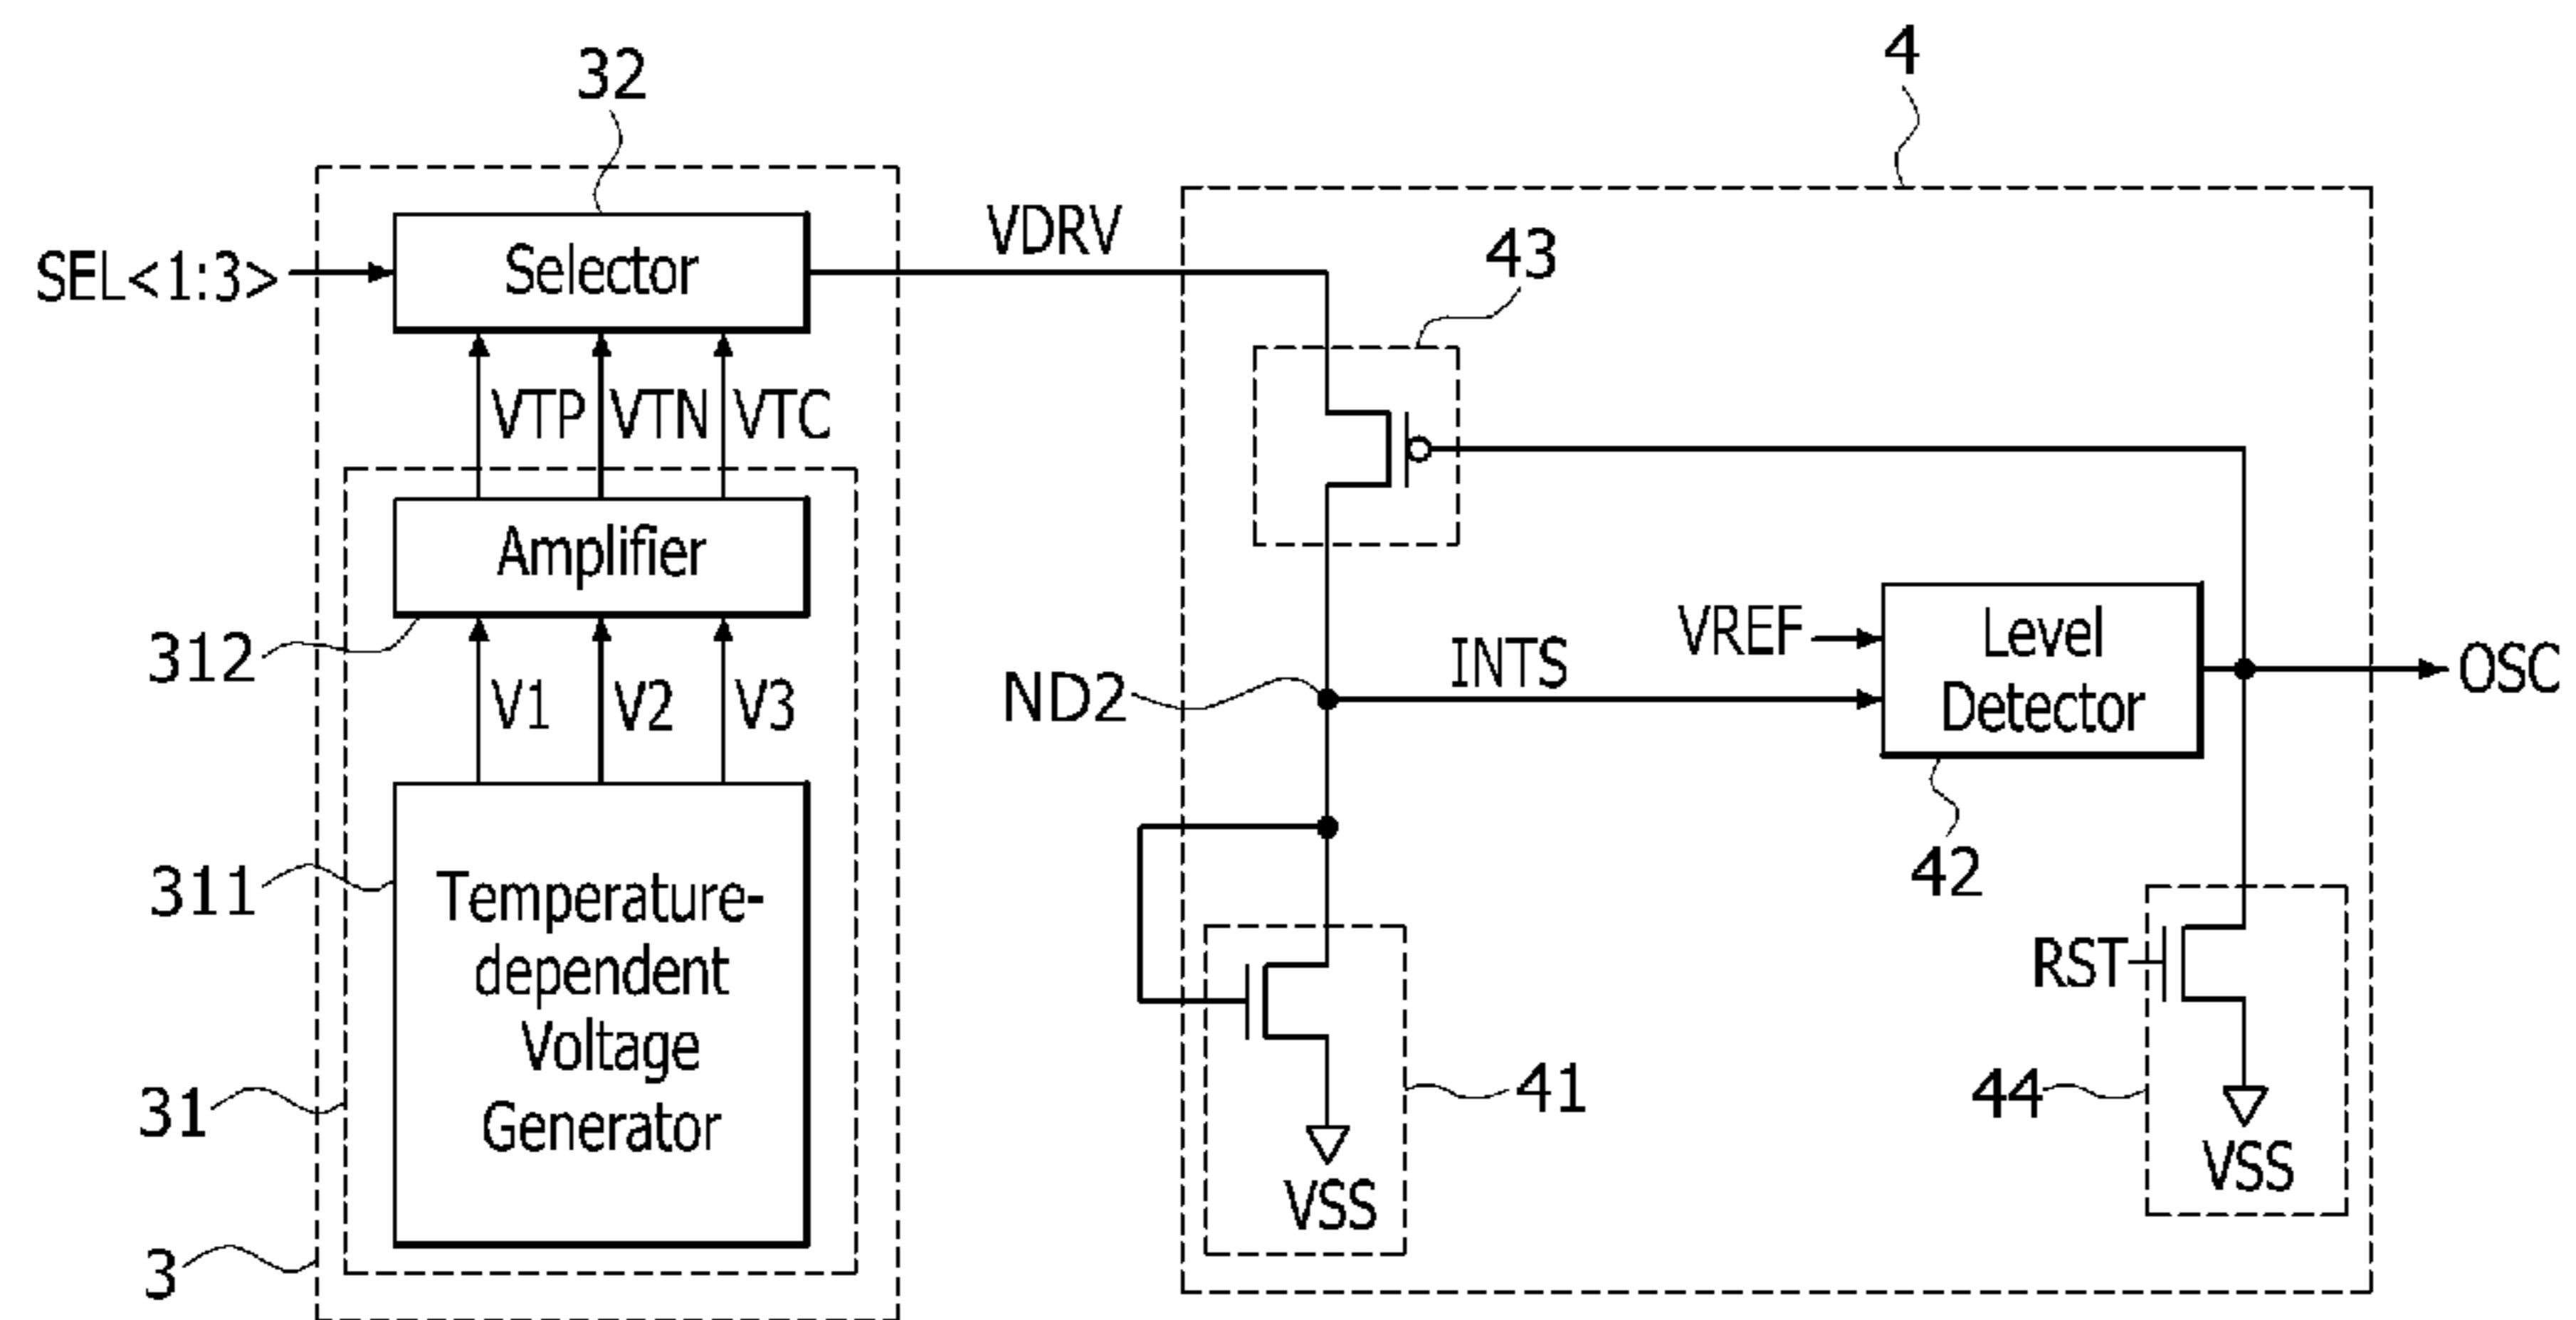 32
4
SEL<1:3>
Selector
VDRV
43
VTP VTN VTC
Amplifier
312
V1 V2 V3
ND2
INTS
VREF
Level
Detector
OSC
42
311
Temperature-
dependent
Voltage
Generator
31
3
RST
41
44
VSS
VSS